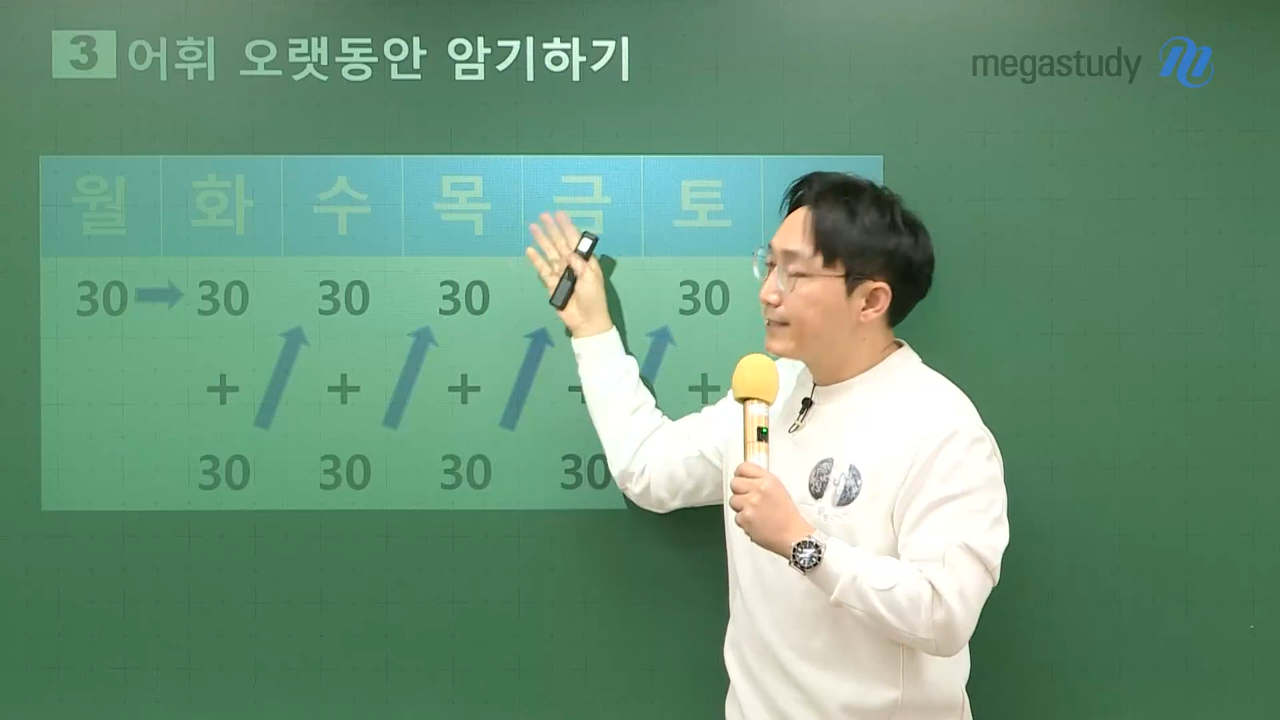 3 어휘 오랫동안 암기하기
megastudy
월 화 수 목 금 토
30 30 30 30 30
+ + + + +
30 30 30 30